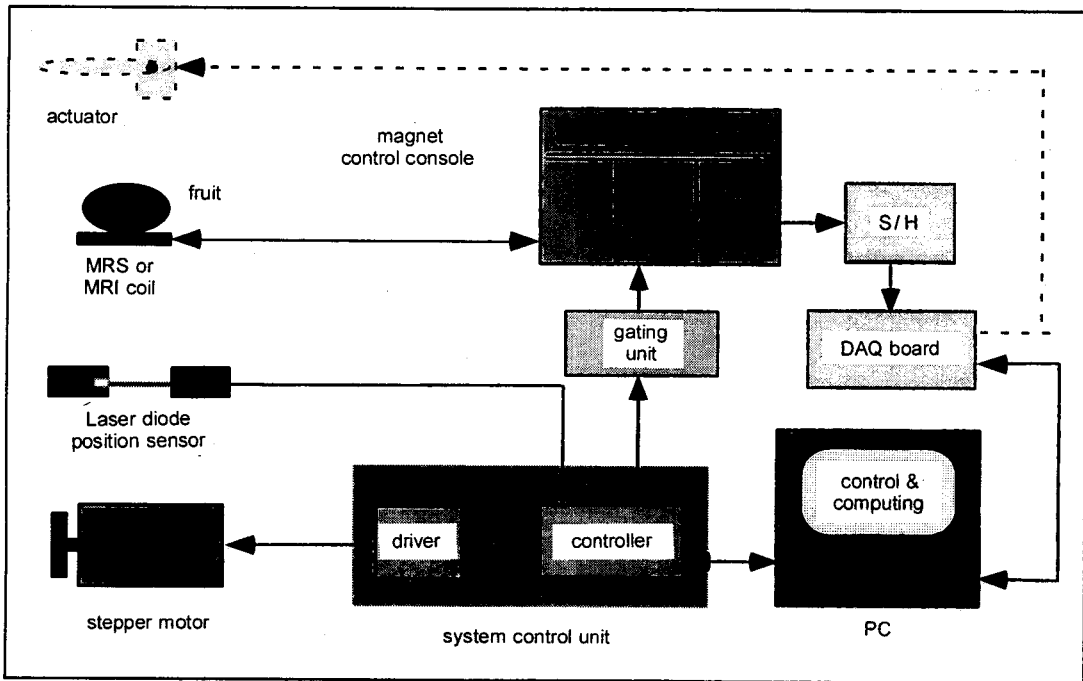 actuator
magnet
control console
fruit
S / H
MRS or
MRI coil
gating
unit
DAQ board
Laser diode
position sensor
control &
computing
driver
controller
stepper motor
system control unit
PC